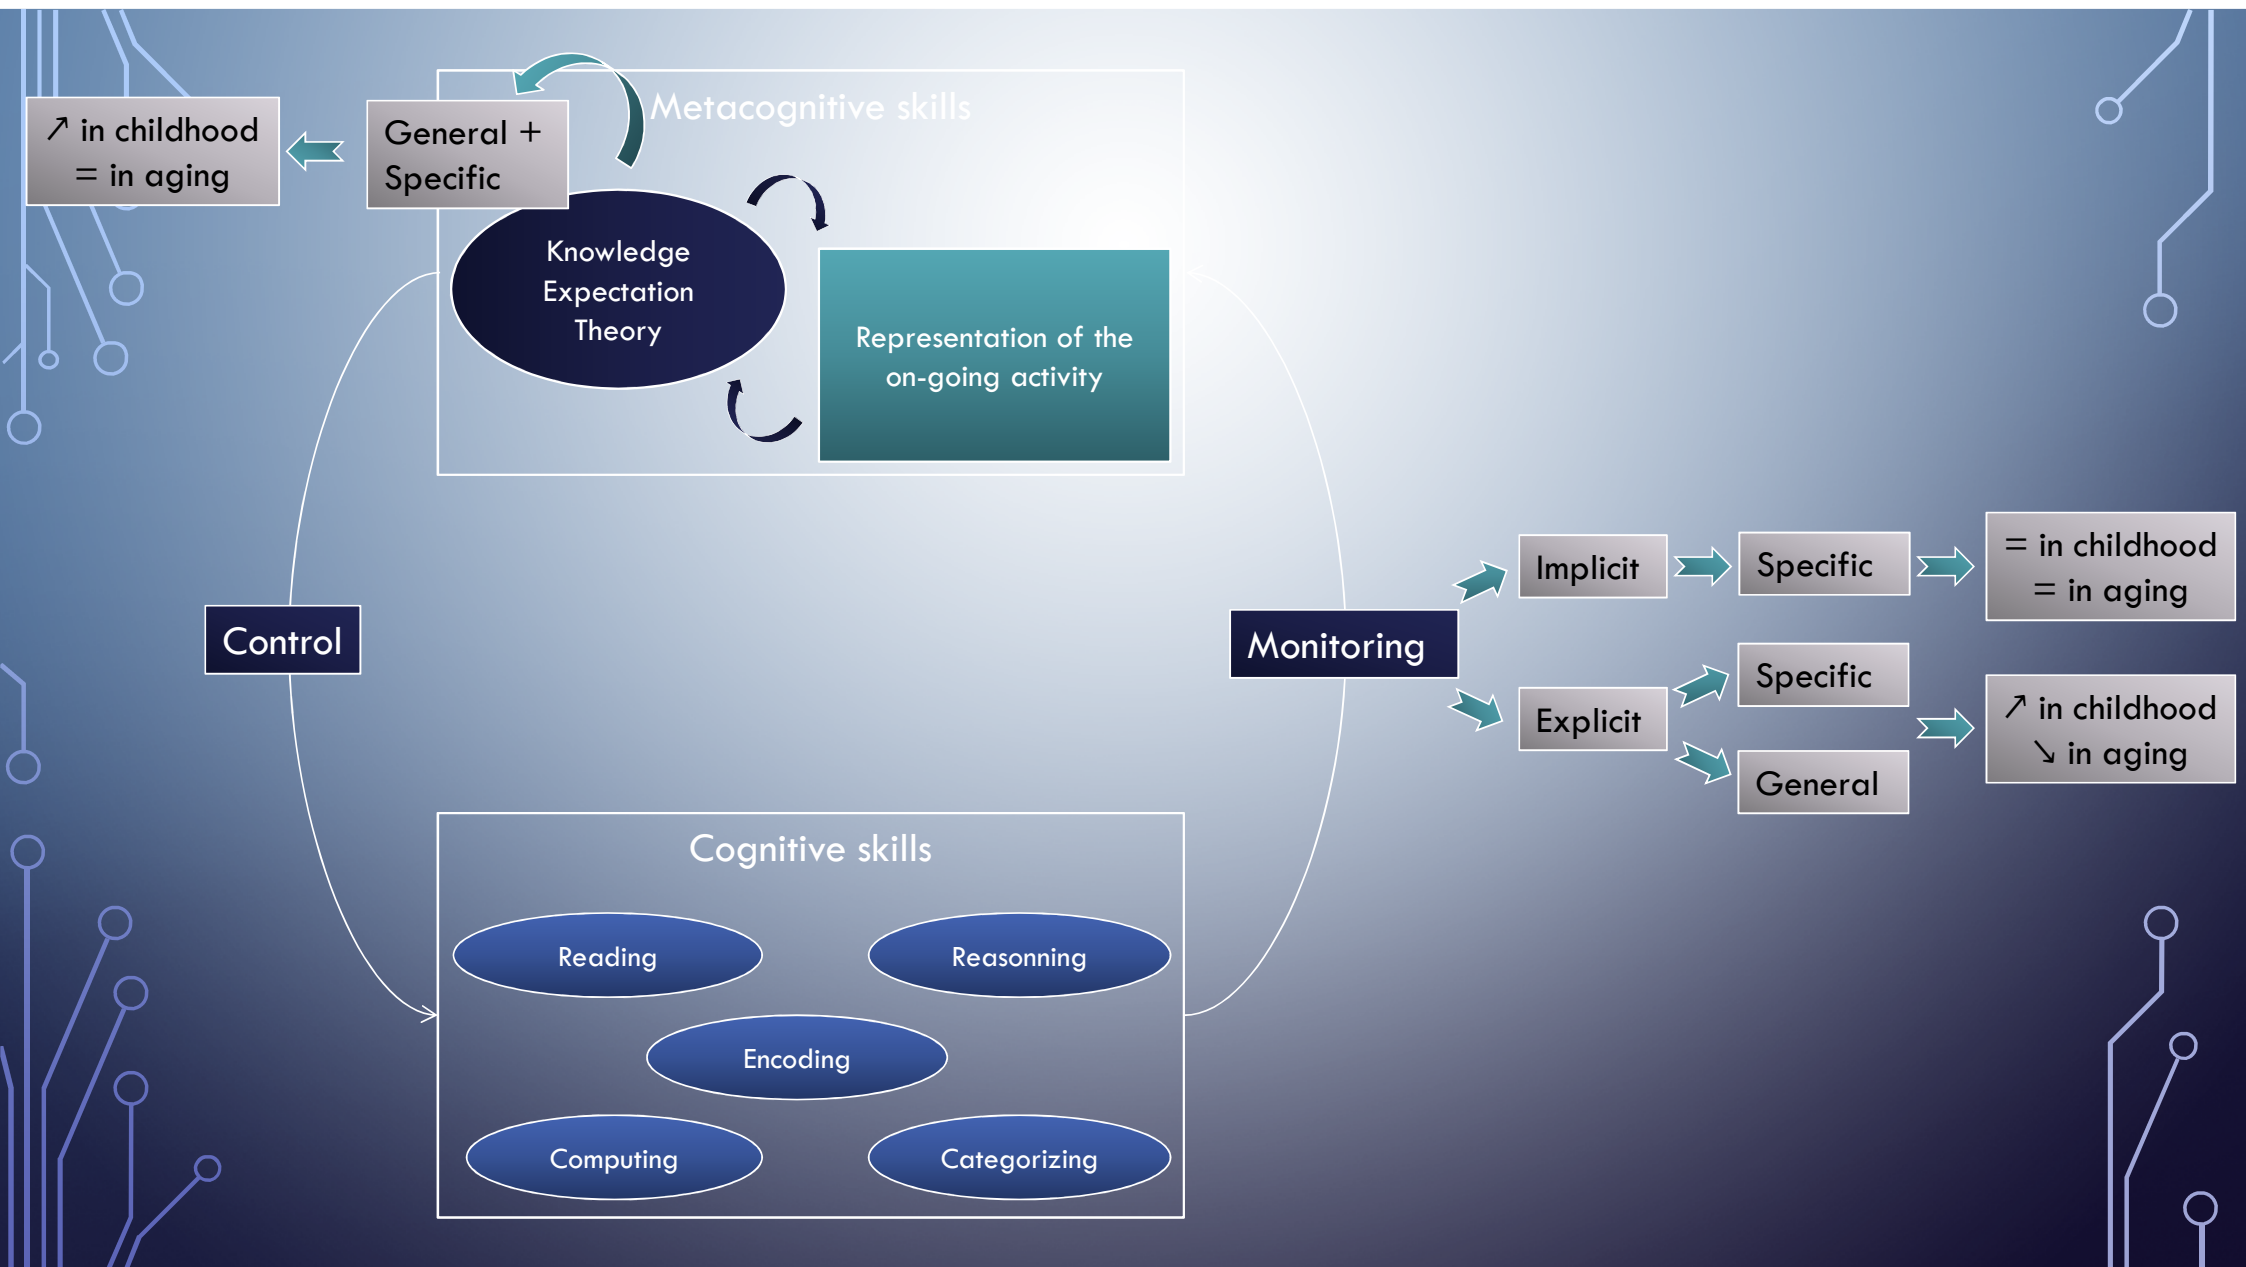 Metacognitive skills
↗ in childhood
= in aging
General +
Specific
Knowledge
Expectation
Theory
Representation of the
on-going activity
Control
Monitoring
Implicit
Specific
= in childhood
= in aging
Explicit
Specific
General
↗ in childhood
↘ in aging
Cognitive skills
Reading
Reasonning
Encoding
Computing
Categorizing